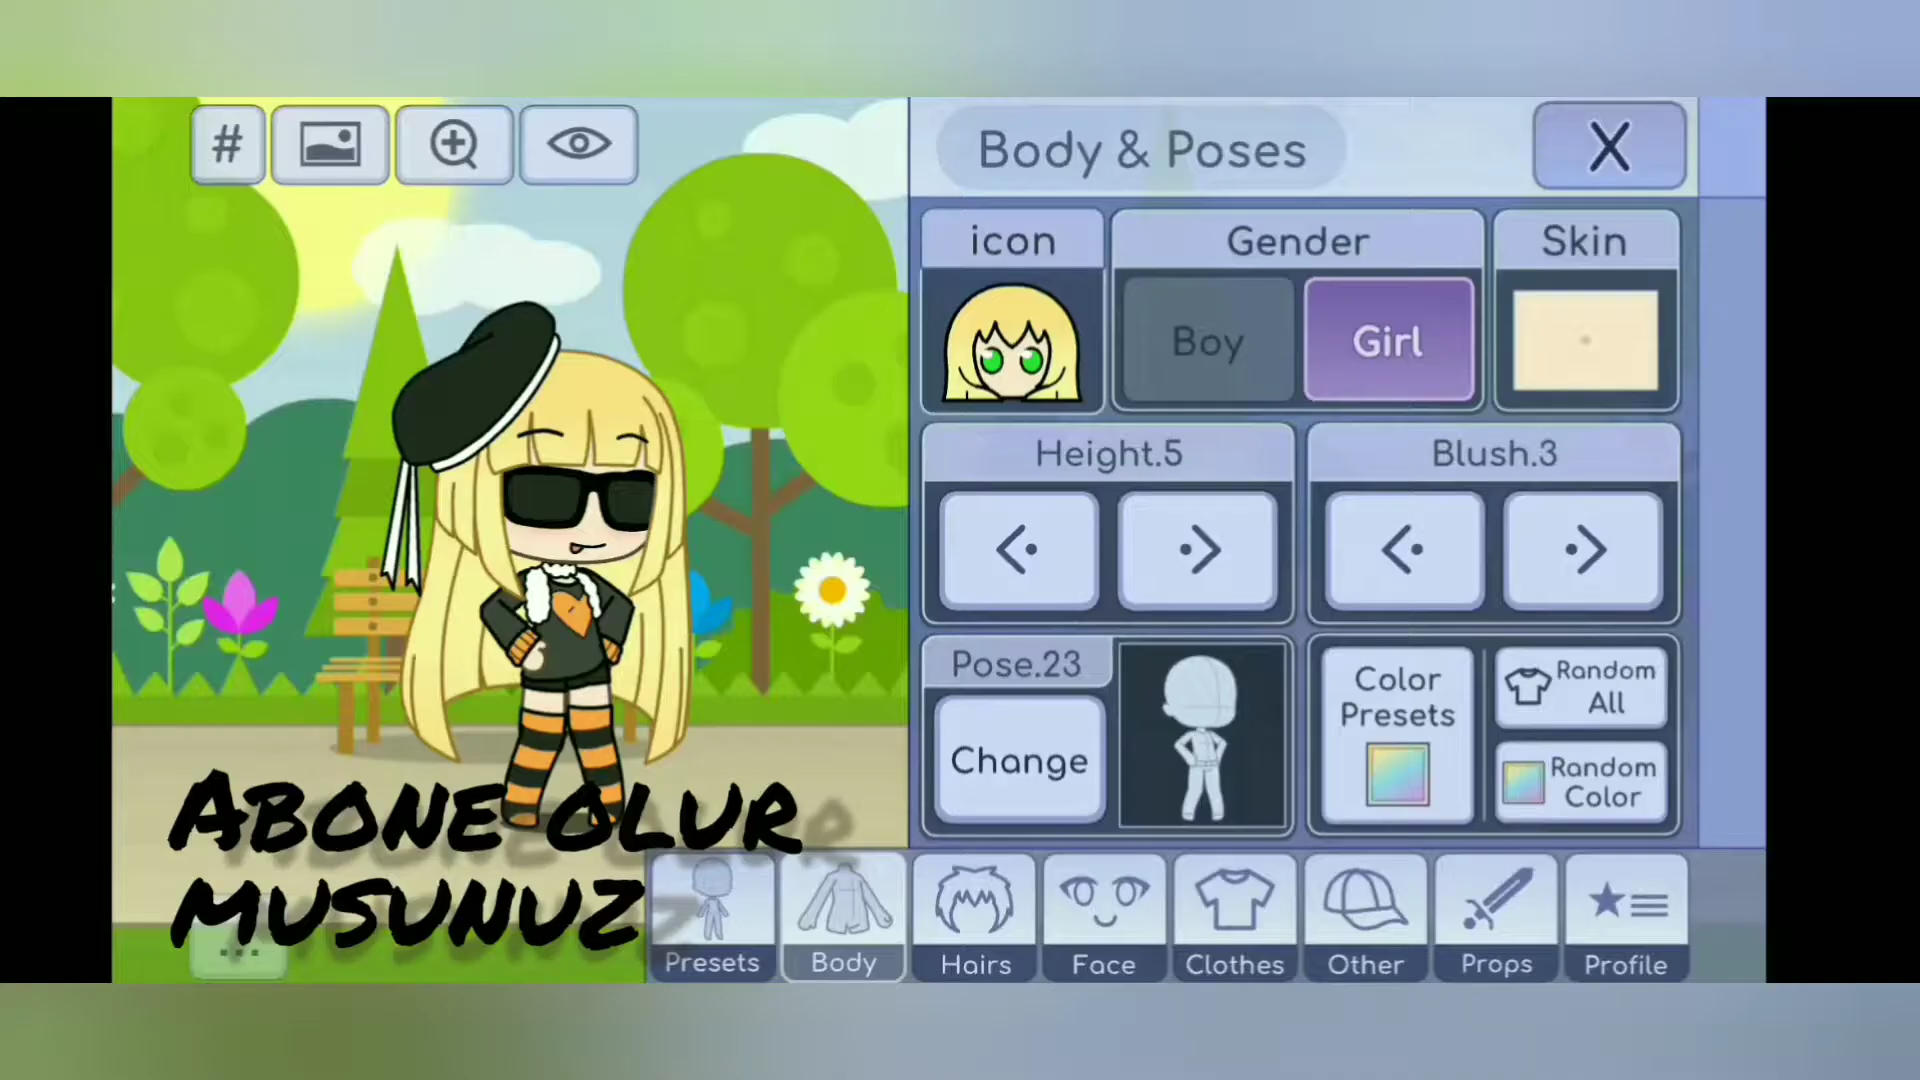 #
Body & Poses
X
icon
Gender
Skin
Boy
Girl
Height.5
Blush.3
Pose.23
Change
Color
Presets
Random
All
Random
Color
ABONE OLUR
MUSUNUZ
...
Presets
Body
Hairs
Face
Clothes
Other
Props
Profile